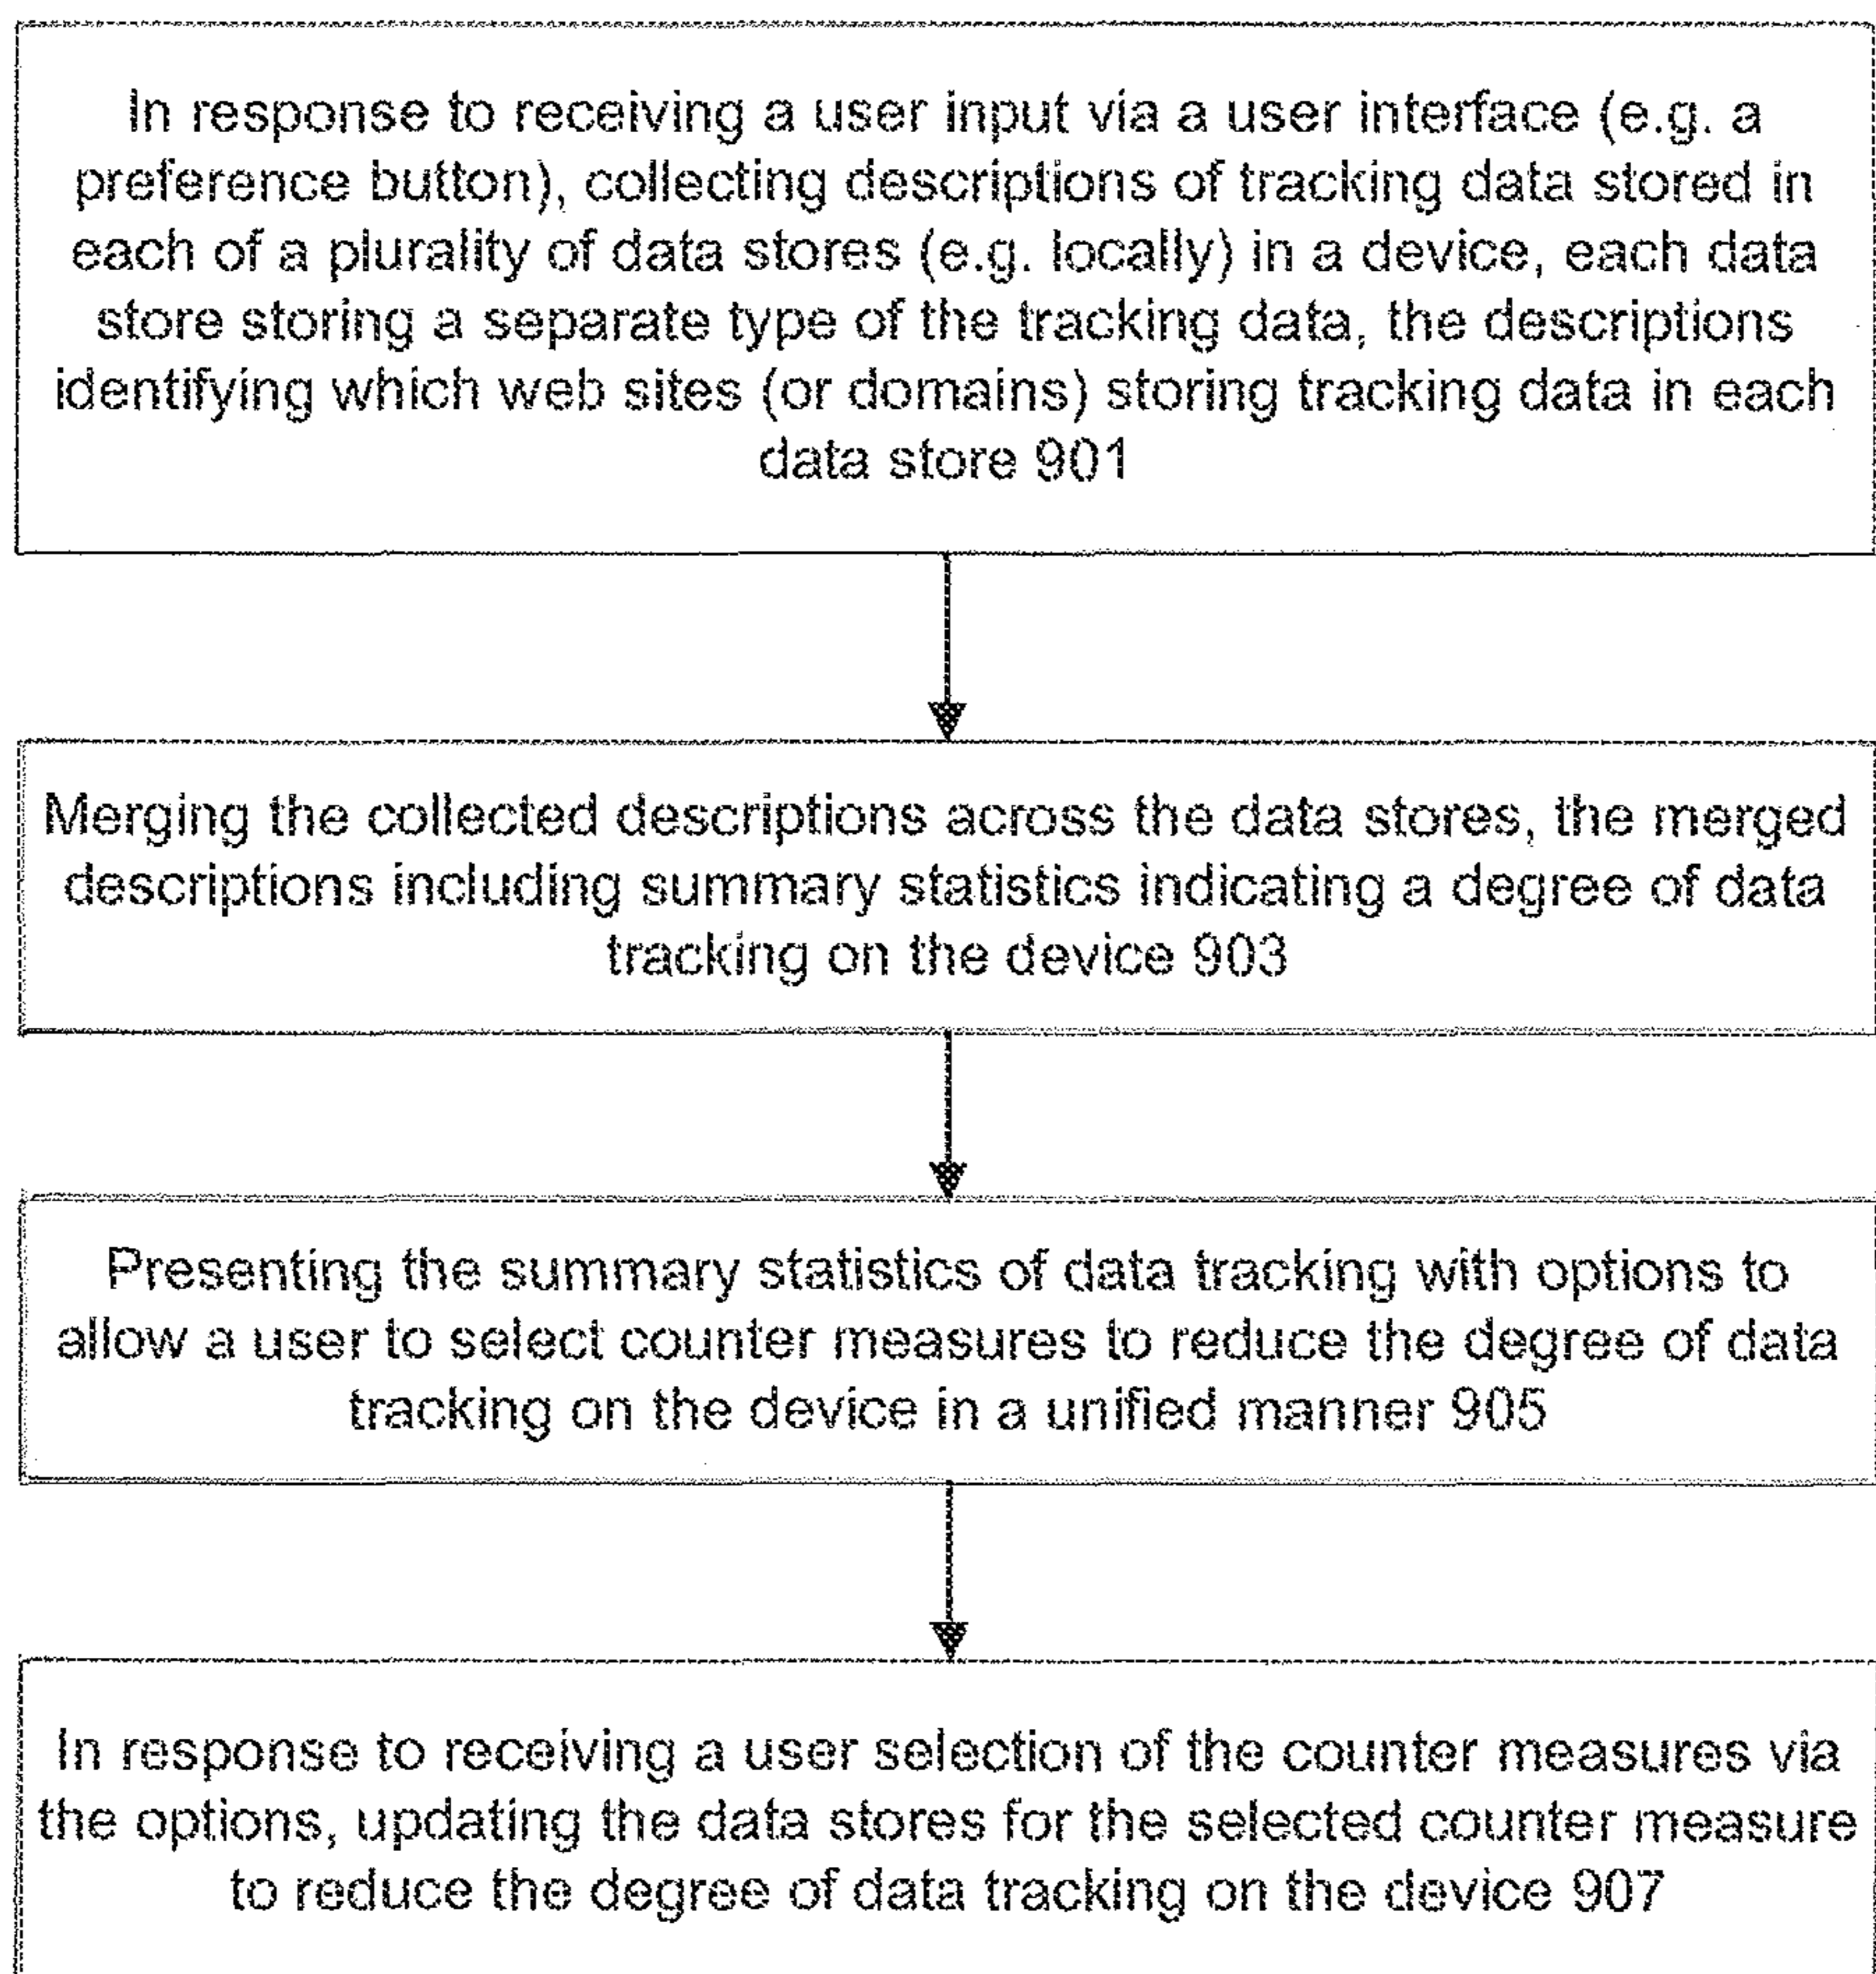 In response to receiving a user input via a user interface (e.g. a
preference button), collecting descriptions of tracking data stored in
each of a plurality of data stores (e.g. locally) in a device, each data
store storing a separate type of the tracking data, the descriptions
identifying which web sites (or domains) storing tracking data in each
data store 901
Merging the collected descriptions across the data stores, the merged
descriptions including summary statistics indicating a degree of data
tracking on the device 903
Presenting the summary statistics of data tracking with options to
allow a user to select counter measures to reduce the degree of data
tracking on the device in a unified manner 905
In response to receiving a user selection of the counter measures via
the options, updating the data stores for the selected counter measure
to reduce the degree of data tracking on the device 907